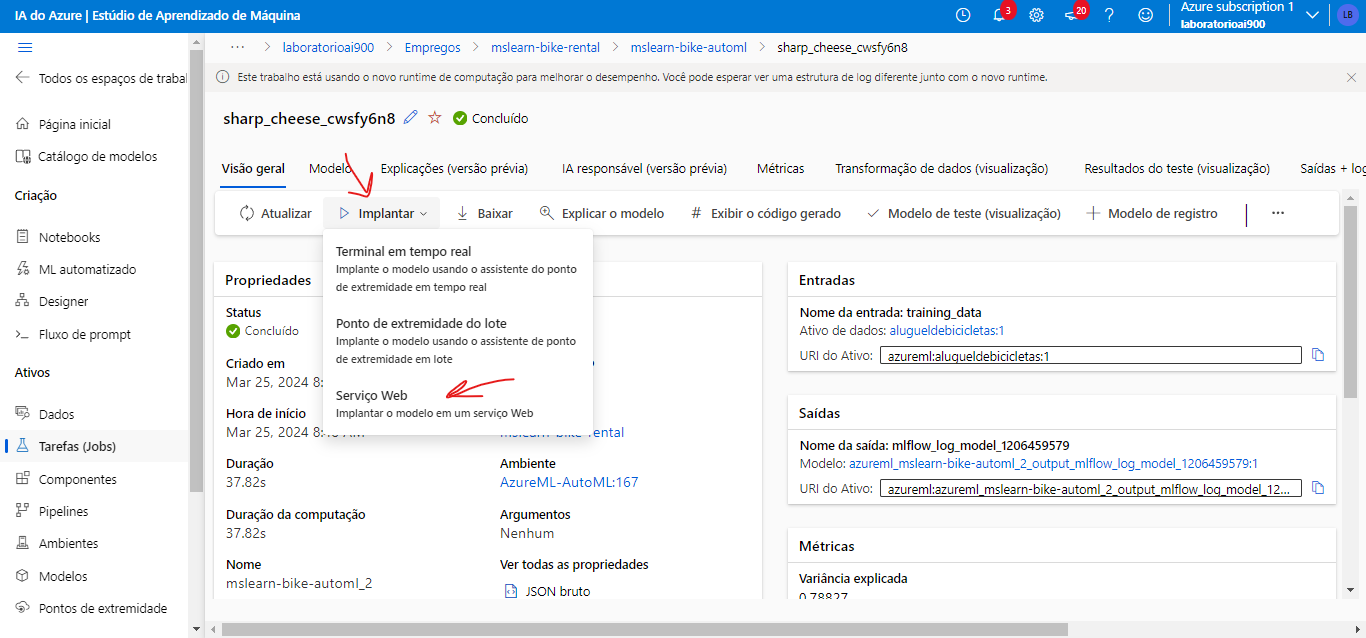 IA do Azure | Estúdio de Aprendizado de Máquina
3
20
?
Azure subscription 1
laboratorioai900
LB
Todos os espaços de trabal
Página inicial
Catálogo de modelos
Criação
Notebooks
ML automatizado
Designer
Fluxo de prompt
Ativos
Dados
Tarefas (Jobs)
Componentes
Pipelines
Ambientes
Modelos
Pontos de extremidade
··· > laboratorioai900 > Empregos > mslearn-bike-rental > mslearn-bike-automl > sharp_cheese_cwsfy6n8
Este trabalho está usando o novo runtime de computação para melhorar o desempenho. Você pode esperar ver uma estrutura de log diferente junto com o novo runtime.
sharp_cheese_cwsfy6n8 Concluído
Visão geral Modelo Explicações (versão prévia) IA responsável (versão prévia) Métricas Transformação de dados (visualização) Resultados do teste (visualização) Saídas + log
Atualizar Implantar Baixar Explicar o modelo # Exibir o código gerado Modelo de teste (visualização) Modelo de registro ···
Terminal em tempo real
Implante o modelo usando o assistente do ponto
de extremidade em tempo real
Ponto de extremidade do lote
Implante o modelo usando o assistente de ponto
de extremidade em lote
Serviço Web
Implantar o modelo em um serviço Web
Propriedades
Status
Concluído
Criado em
Mar 25, 2024 8:
Hora de início
Mar 25, 2024 8:
mslearn-bike-rental
Duração
37.82s
Ambiente
AzureML-AutoML:167
Duração da computação
37.82s
Argumentos
Nenhum
Nome
mslearn-bike-automl_2
Ver todas as propriedades
JSON bruto
Entradas
Nome da entrada: training_data
Ativo de dados: alugueldebicicletas:1
URI do Ativo: azureml:alugueldebicicletas:1
Saídas
Nome da saída: mlflow_log_model_1206459579
Modelo: azureml_mslearn-bike-automl_2_output_mlflow_log_model_1206459579:1
URI do Ativo: azureml:azureml_mslearn-bike-automl_2_output_mlflow_log_model_12...
Métricas
Variância explicada
0.78827